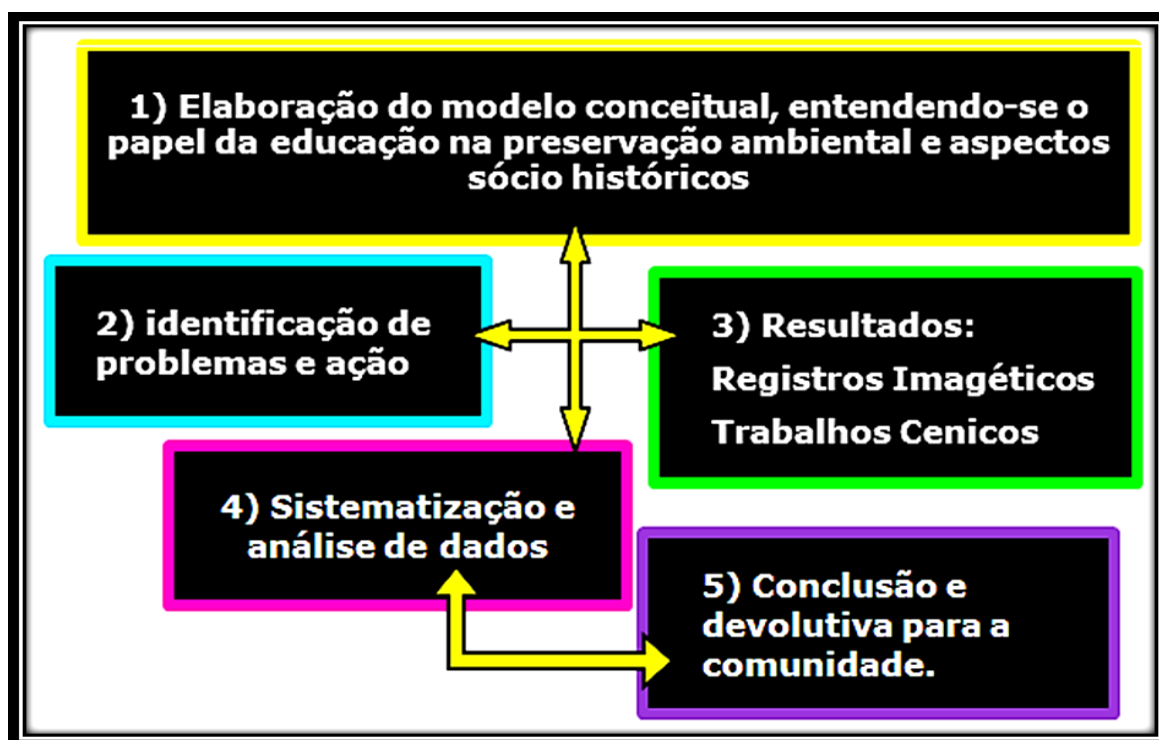 1) Elaboração do modelo conceitual, entendendo-se o
papel da educação na preservação ambiental e aspectos
sócio históricos
2) identificação de
problemas e ação
3) Resultados:
Registros Imagéticos
Trabalhos Cenicos
4) Sistematização e
análise de dados
5) Conclusão e
devolutiva para a
comunidade.